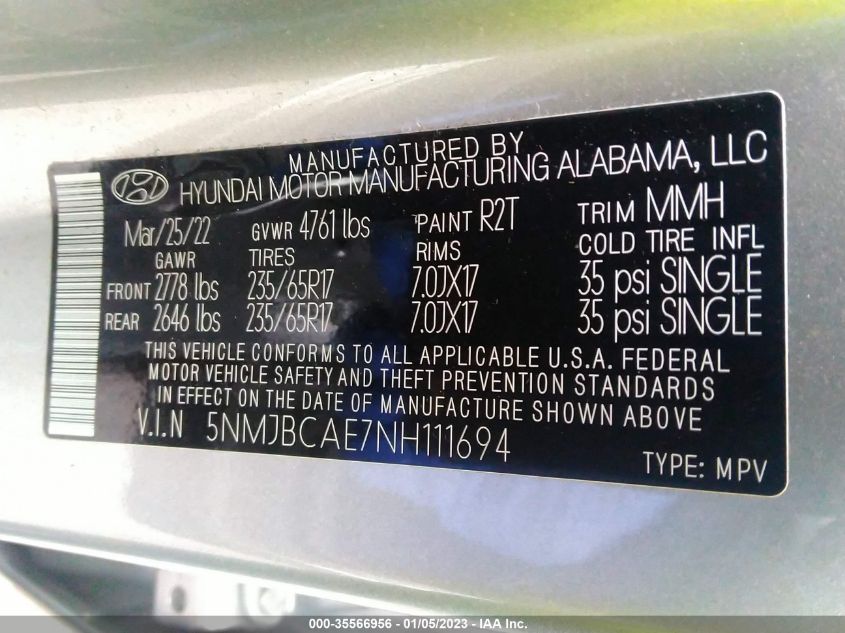 MANUFACTURED BY
HYUNDAI MOTOR MANUFACTURING ALABAMA, LLC
Mar/25/22 GVWR 4761 lbs PAINT R2T TRIM MMH
GAWR TIRES RIMS COLD TIRE INFL
FRONT 2778 lbs 235/65R17 7.0JX17 35 psi SINGLE
REAR 2646 lbs 235/65R17 7.0JX17 35 psi SINGLE
THIS VEHICLE CONFORMS TO ALL APPLICABLE U.S.A. FEDERAL
MOTOR VEHICLE SAFETY AND THEFT PREVENTION STANDARDS
IN EFFECT ON THE DATE OF MANUFACTURE SHOWN ABOVE.
V.I.N 5NMJBCAE7NH111694
TYPE: MPV
000-35566956 - 01/05/2023 - IAA Inc.